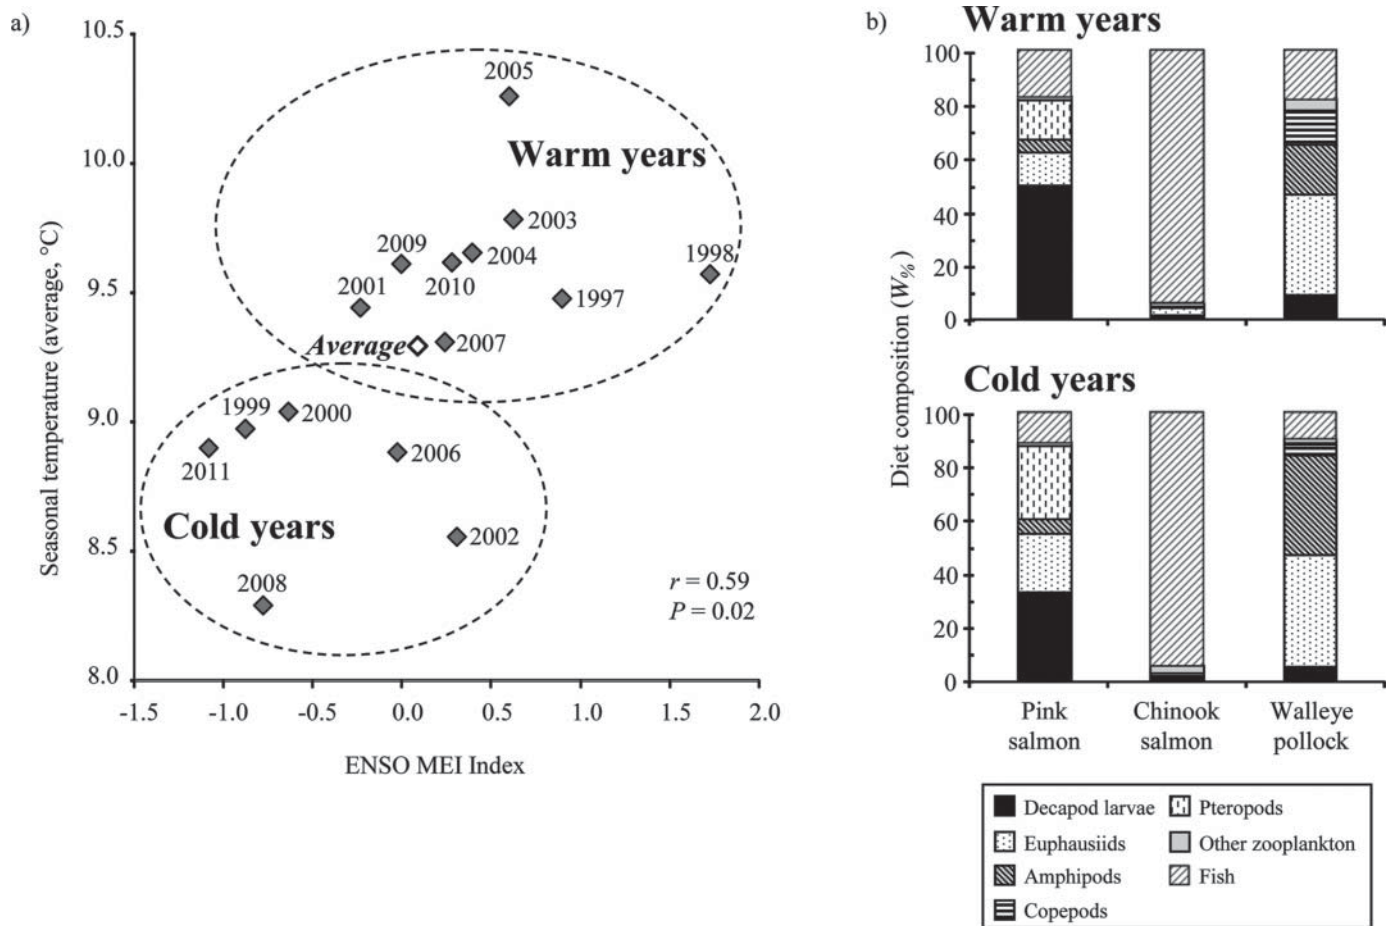 a)
Seasonal temperature (average, °C)
10.5
10.0
9.5
9.0
8.5
8.0
2005
Warm years
2003
2009
2004
1998
2010
2001
1997
Average
2007
1999
2000
2011
2006
Cold years
2002
2008
r = 0.59
P = 0.02
-1.5 -1.0 -0.5 0.0 0.5 1.0 1.5 2.0
ENSO MEI Index
b)
Warm years
100
80
60
40
20
0
Diet composition (W%)
Cold years
100
80
60
40
20
0
Pink salmon
Chinook salmon
Walleye pollock
Decapod larvae
Euphausiids
Amphipods
Copepods
Pteropods
Other zooplankton
Fish